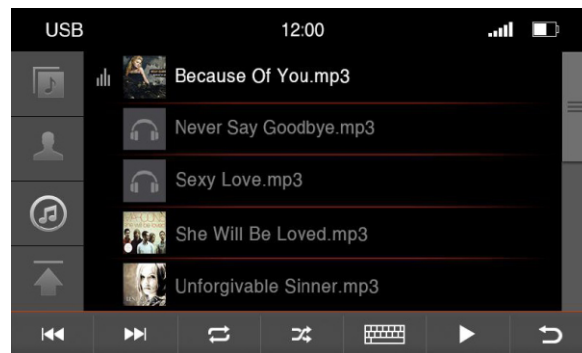 USB
12:00
Because Of You.mp3
Never Say Goodbye.mp3
Sexy Love.mp3
She Will Be Loved.mp3
Unforgivable Sinner.mp3